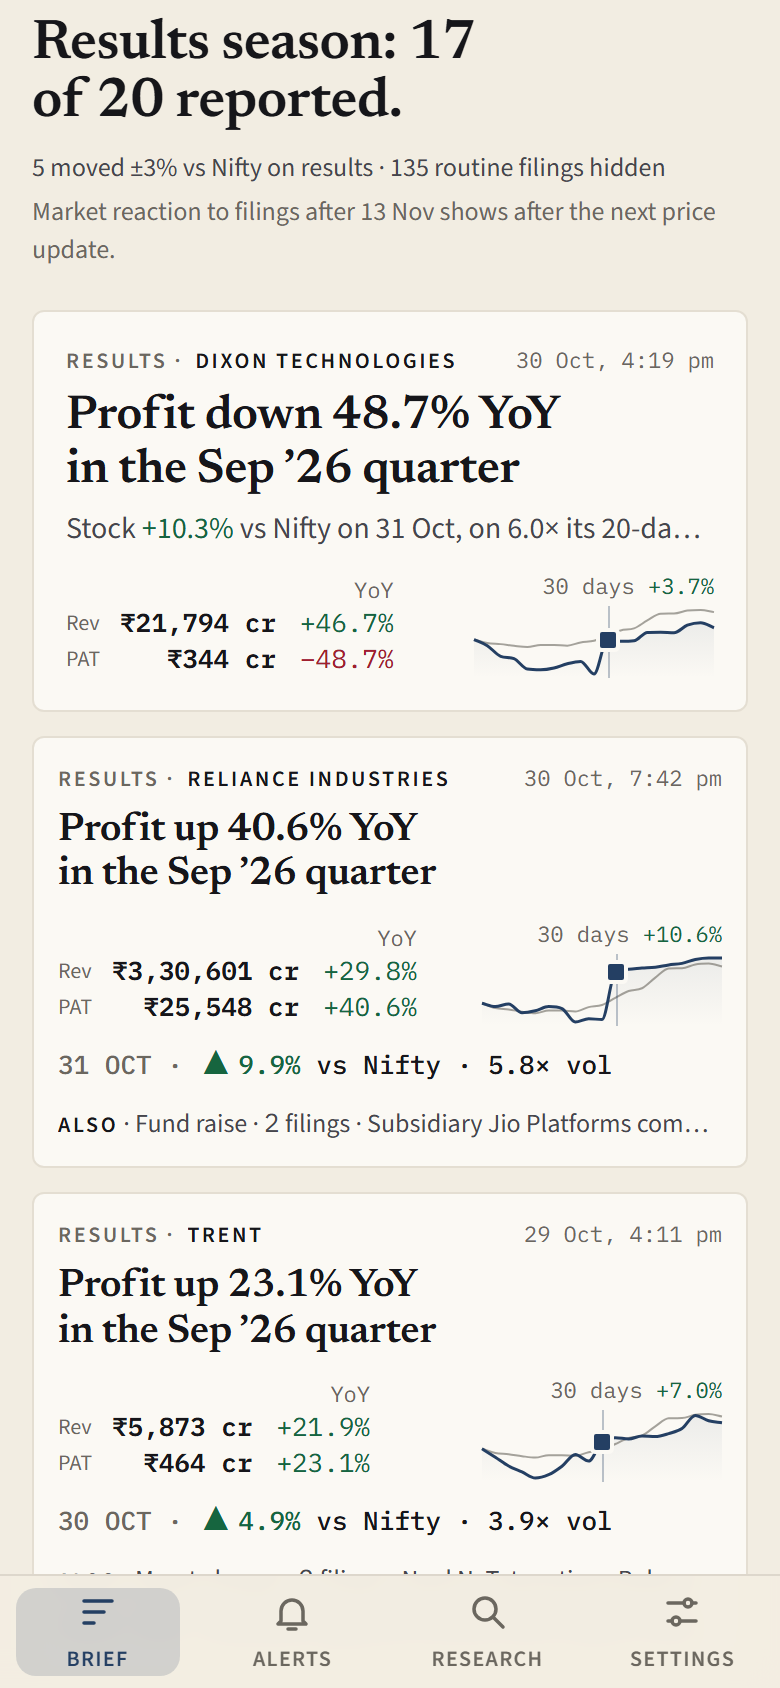 Results season: 17
of 20 reported.
5 moved ±3% vs Nifty on results · 135 routine filings hidden
Market reaction to filings after 13 Nov shows after the next price
update.
RESULTS · DIXON TECHNOLOGIES 30 Oct, 4:19 pm
Profit down 48.7% YoY
in the Sep ’26 quarter
Stock +10.3% vs Nifty on 31 Oct, on 6.0× its 20-da…
YoY 30 days +3.7%
Rev ₹21,794 cr +46.7%
PAT ₹344 cr −48.7%
RESULTS · RELIANCE INDUSTRIES 30 Oct, 7:42 pm
Profit up 40.6% YoY
in the Sep ’26 quarter
YoY 30 days +10.6%
Rev ₹3,30,601 cr +29.8%
PAT ₹25,548 cr +40.6%
31 OCT · ▲ 9.9% vs Nifty · 5.8× vol
ALSO · Fund raise · 2 filings · Subsidiary Jio Platforms com…
RESULTS · TRENT 29 Oct, 4:11 pm
Profit up 23.1% YoY
in the Sep ’26 quarter
YoY 30 days +7.0%
Rev ₹5,873 cr +21.9%
PAT ₹464 cr +23.1%
30 OCT · ▲ 4.9% vs Nifty · 3.9× vol
BRIEF ALERTS RESEARCH SETTINGS